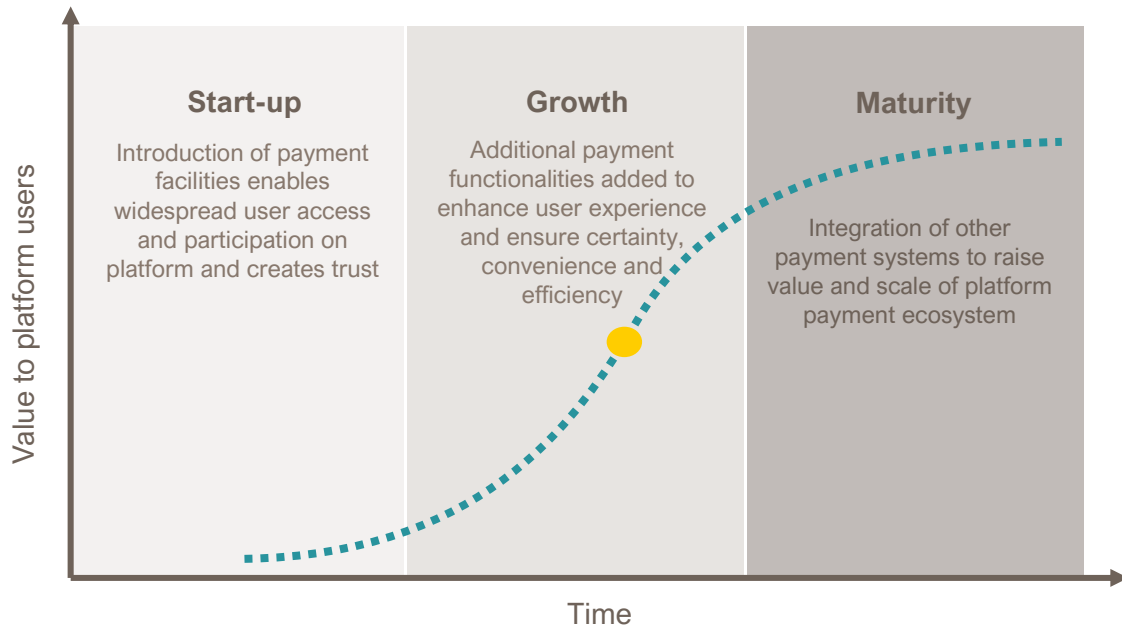 Start-up
Introduction of payment
facilities enables
widespread user access
and participation on
platform and creates trust
Growth
Additional payment
functionalities added to
enhance user experience
and ensure certainty,
convenience and
efficiency
Maturity
Integration of other
payment systems to raise
value and scale of platform
payment ecosystem
Value to platform users
Time